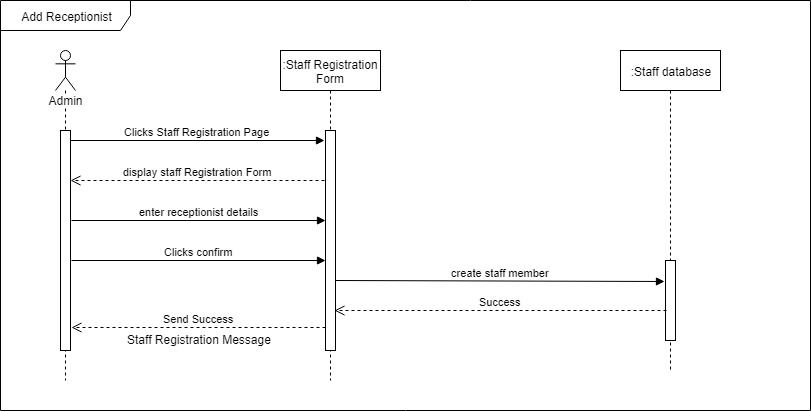 Add Receptionist
:Staff Registration
Form
:Staff database
Admin
Clicks Staff Registration Page
display staff Registration Form
enter receptionist details
Clicks confirm
create staff member
Success
Send Success
Staff Registration Message